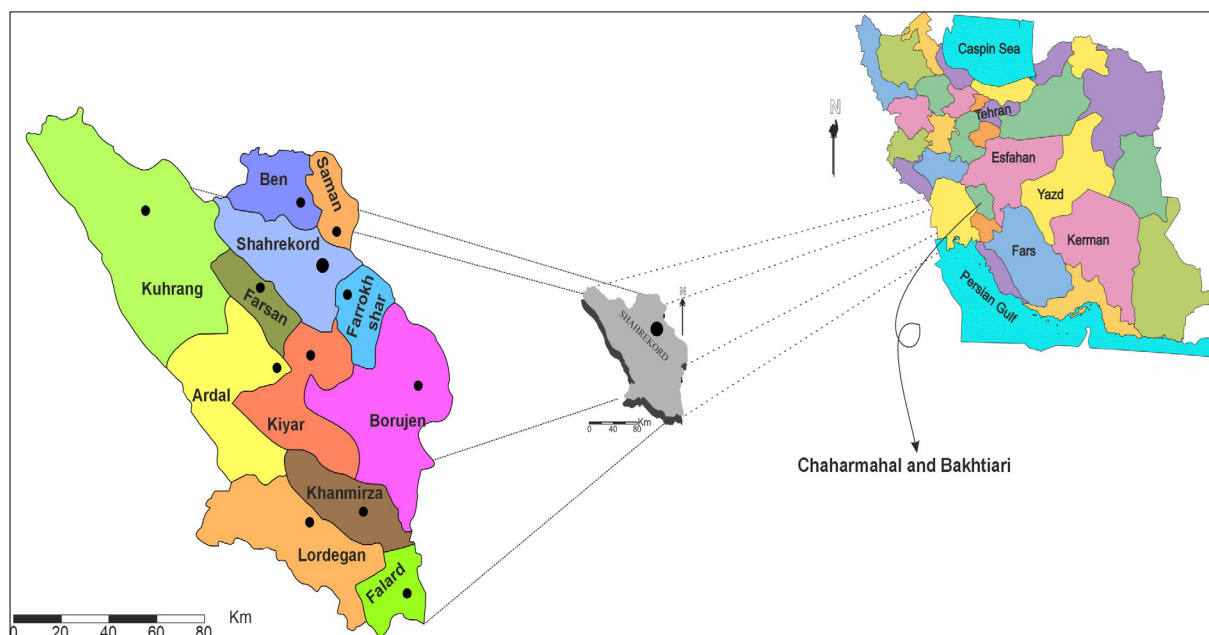 Ben
Saman
Shahrekord
Kuhrang
Farsan
Farrokh
shar
Ardal
Kiyar
Borujen
Khanmirza
Lordegan
Falard
Km
0 20 40 60 80
N
SHAHREKORD
Km
0 40 80
N
Caspin Sea
Tehran
Esfahan
Yazd
Kerman
Fars
Persian Gulf
Chaharmahal and Bakhtiari